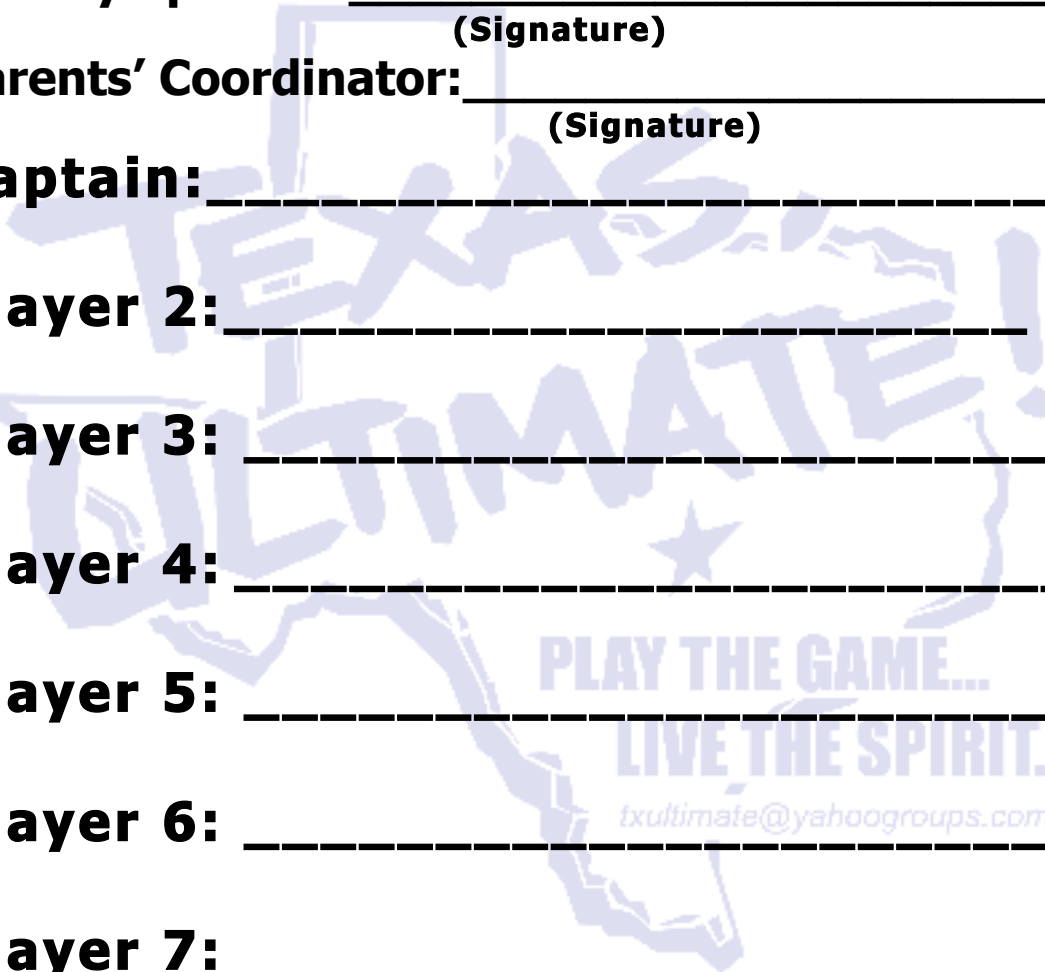 (Signature)
arents’ Coordinator:
(Signature)
aptain:
ayer 2:
ayer 3:
ayer 4:
ayer 5:
ayer 6:
ayer 7:
TEXAS,
ULTIMATE!
PLAY THE GAME...
LIVE THE SPIRIT.
txultimate@yahoogroups.com